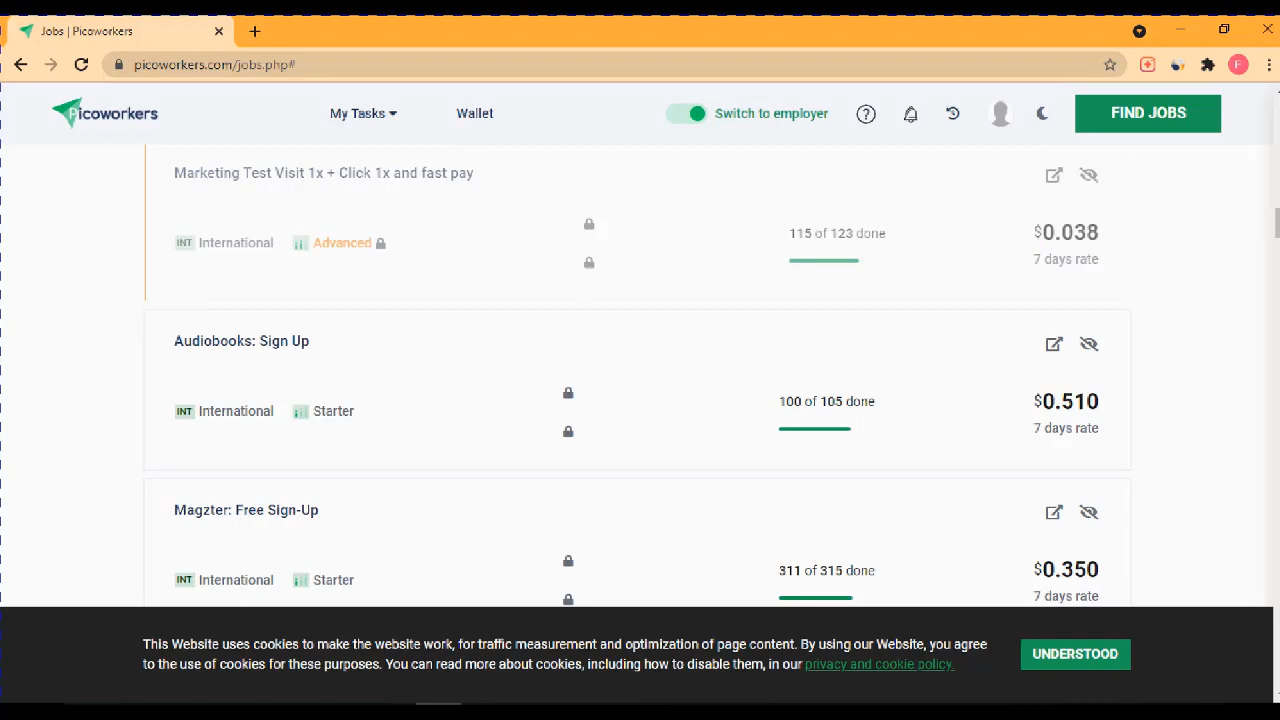 Jobs | Picoworkers
picoworkers.com/jobs.php#
F
Picoworkers
My Tasks
Wallet
Switch to employer
FIND JOBS
Marketing Test Visit 1x + Click 1x and fast pay
INT International
Advanced
115 of 123 done
$0.038
7 days rate
Audiobooks: Sign Up
INT International
Starter
100 of 105 done
$0.510
7 days rate
Magzter: Free Sign-Up
INT International
Starter
311 of 315 done
$0.350
7 days rate
This Website uses cookies to make the website work, for traffic measurement and optimization of page content. By using our Website, you agree
to the use of cookies for these purposes. You can read more about cookies, including how to disable them, in our privacy and cookie policy.
UNDERSTOOD